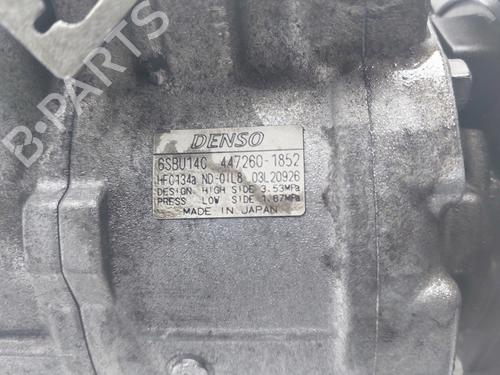 B-PARTS
DENSO
6SBU14C 447260-1852
HFC134a ND-OIL8 03L20926
DESIGN HIGH SIDE 3.53MPa
PRESS LOW SIDE 1.67MPa
MADE IN JAPAN